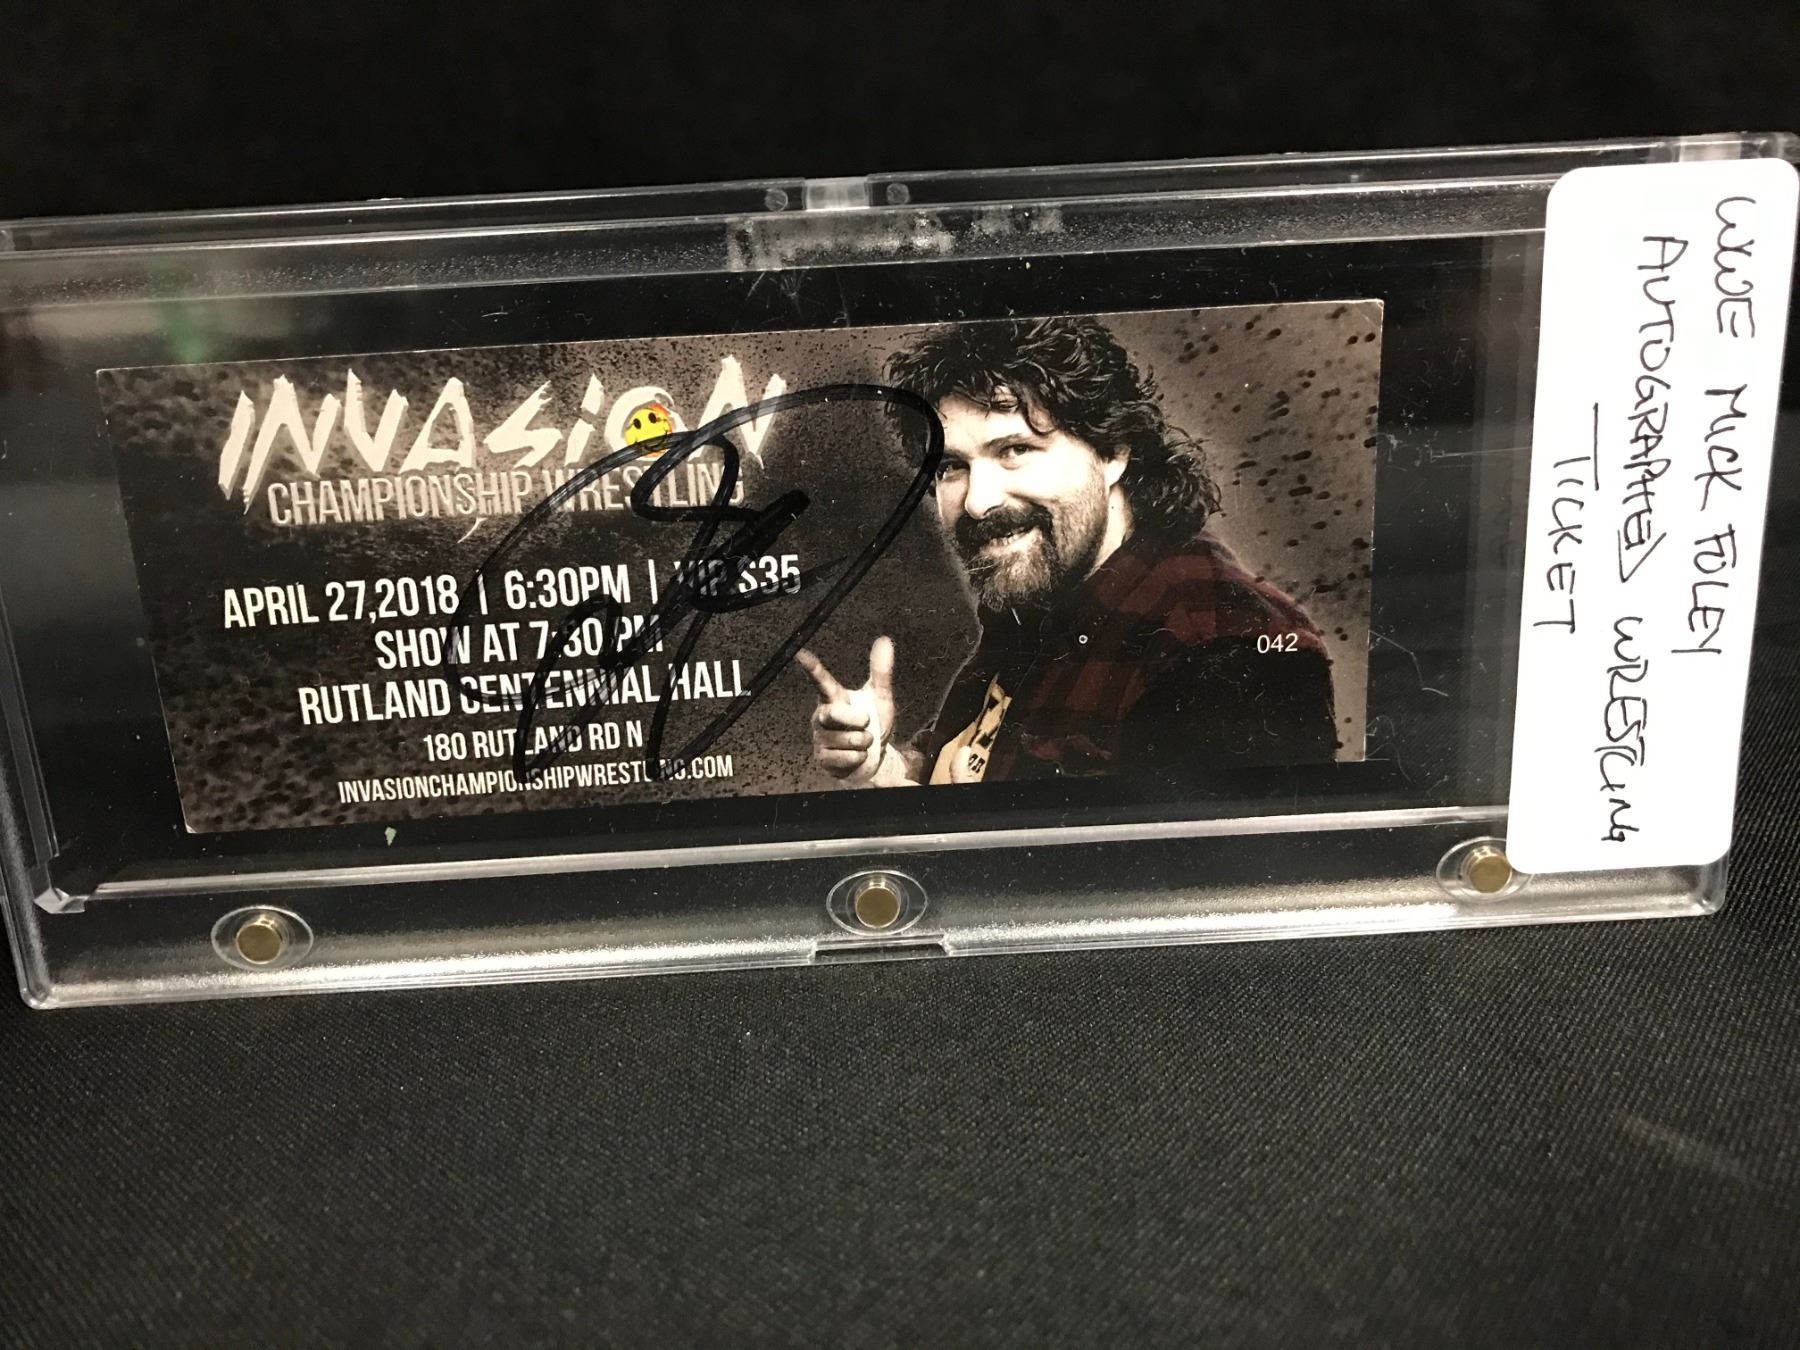 INVASION
CHAMPIONSHIP WRESTLING
APRIL 27,2018 | 6:30PM | VIP $35
SHOW AT 7:30 PM
RUTLAND CENTENNIAL HALL
180 RUTLAND RD N
INVASIONCHAMPIONSHIPWRESTLING.COM
042
WWE MICK FOLEY
AUTOGRAPHED WRESTLING
TICKET